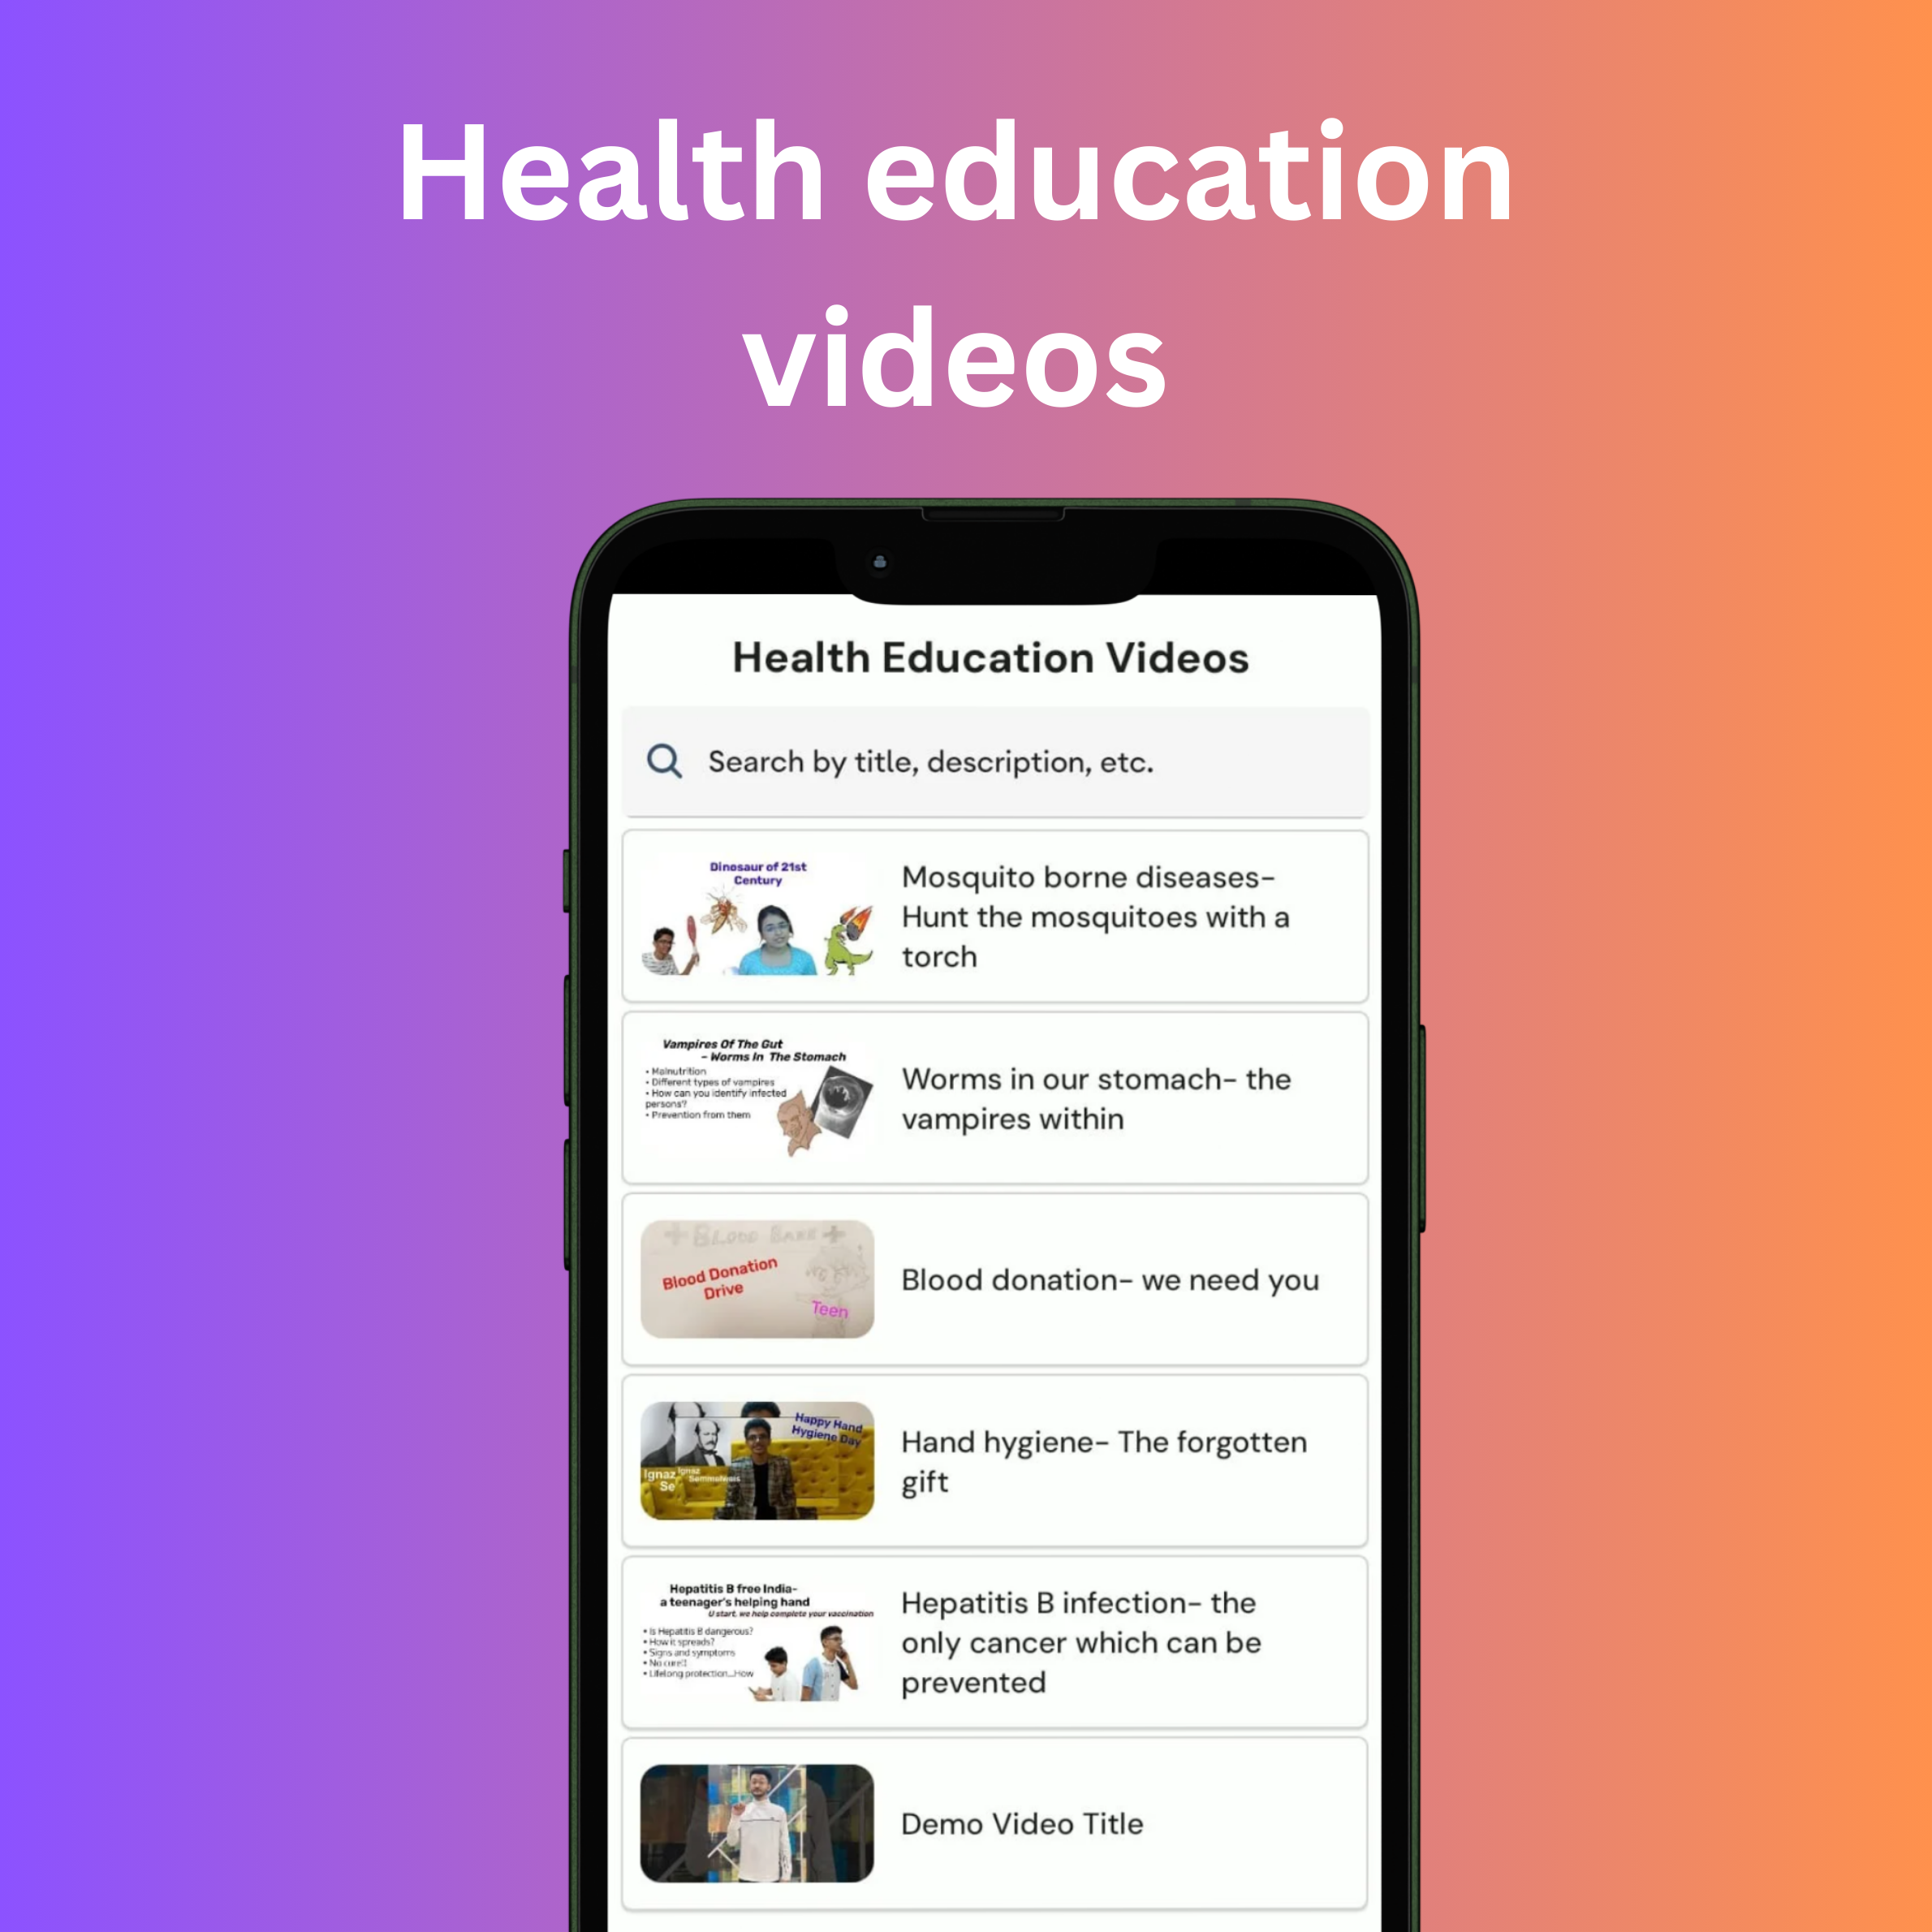 Health education
videos
Health Education Videos
Search by title, description, etc.
Dinosaur of 21st
Century
Mosquito borne diseases-
Hunt the mosquitoes with a
torch
Vampires Of The Gut
- Worms In The Stomach
• Malnutrition
• Different types of vampires
• How can you identify infected
persons?
• Prevention from them
Worms in our stomach- the
vampires within
+ BLOOD BANK +
Blood Donation
Drive
Teen
Blood donation- we need you
Happy Hand
Hygiene Day
Ignaz
Se
Ignaz
Semmelweis
Hand hygiene- The forgotten
gift
Hepatitis B free India-
a teenager's helping hand
U start, we help complete your vaccination
• Is Hepatitis B dangerous?
• How it spreads?
• Signs and symptoms
• No cure!!
• Lifelong protection...How
Hepatitis B infection- the
only cancer which can be
prevented
Demo Video Title